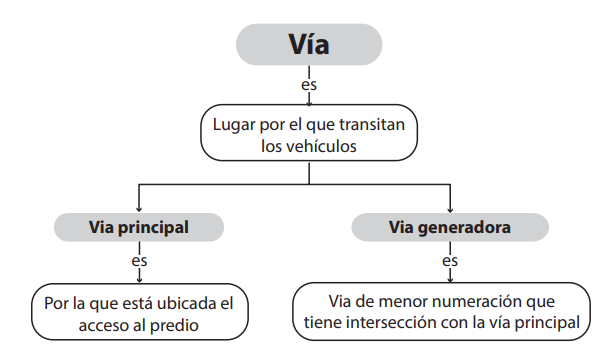 Vía
es
Lugar por el que transitan
los vehículos
Via principal
Via generadora
es
es
Por la que está ubicada el
acceso al predio
Via de menor numeración que
tiene intersección con la vía principal